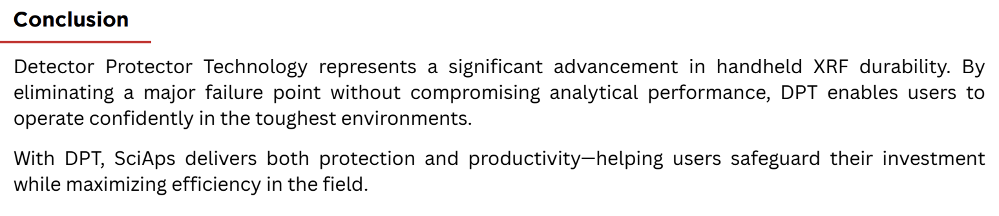 Conclusion
Detector Protector Technology represents a significant advancement in handheld XRF durability. By
eliminating a major failure point without compromising analytical performance, DPT enables users to
operate confidently in the toughest environments.
With DPT, SciAps delivers both protection and productivity—helping users safeguard their investment
while maximizing efficiency in the field.